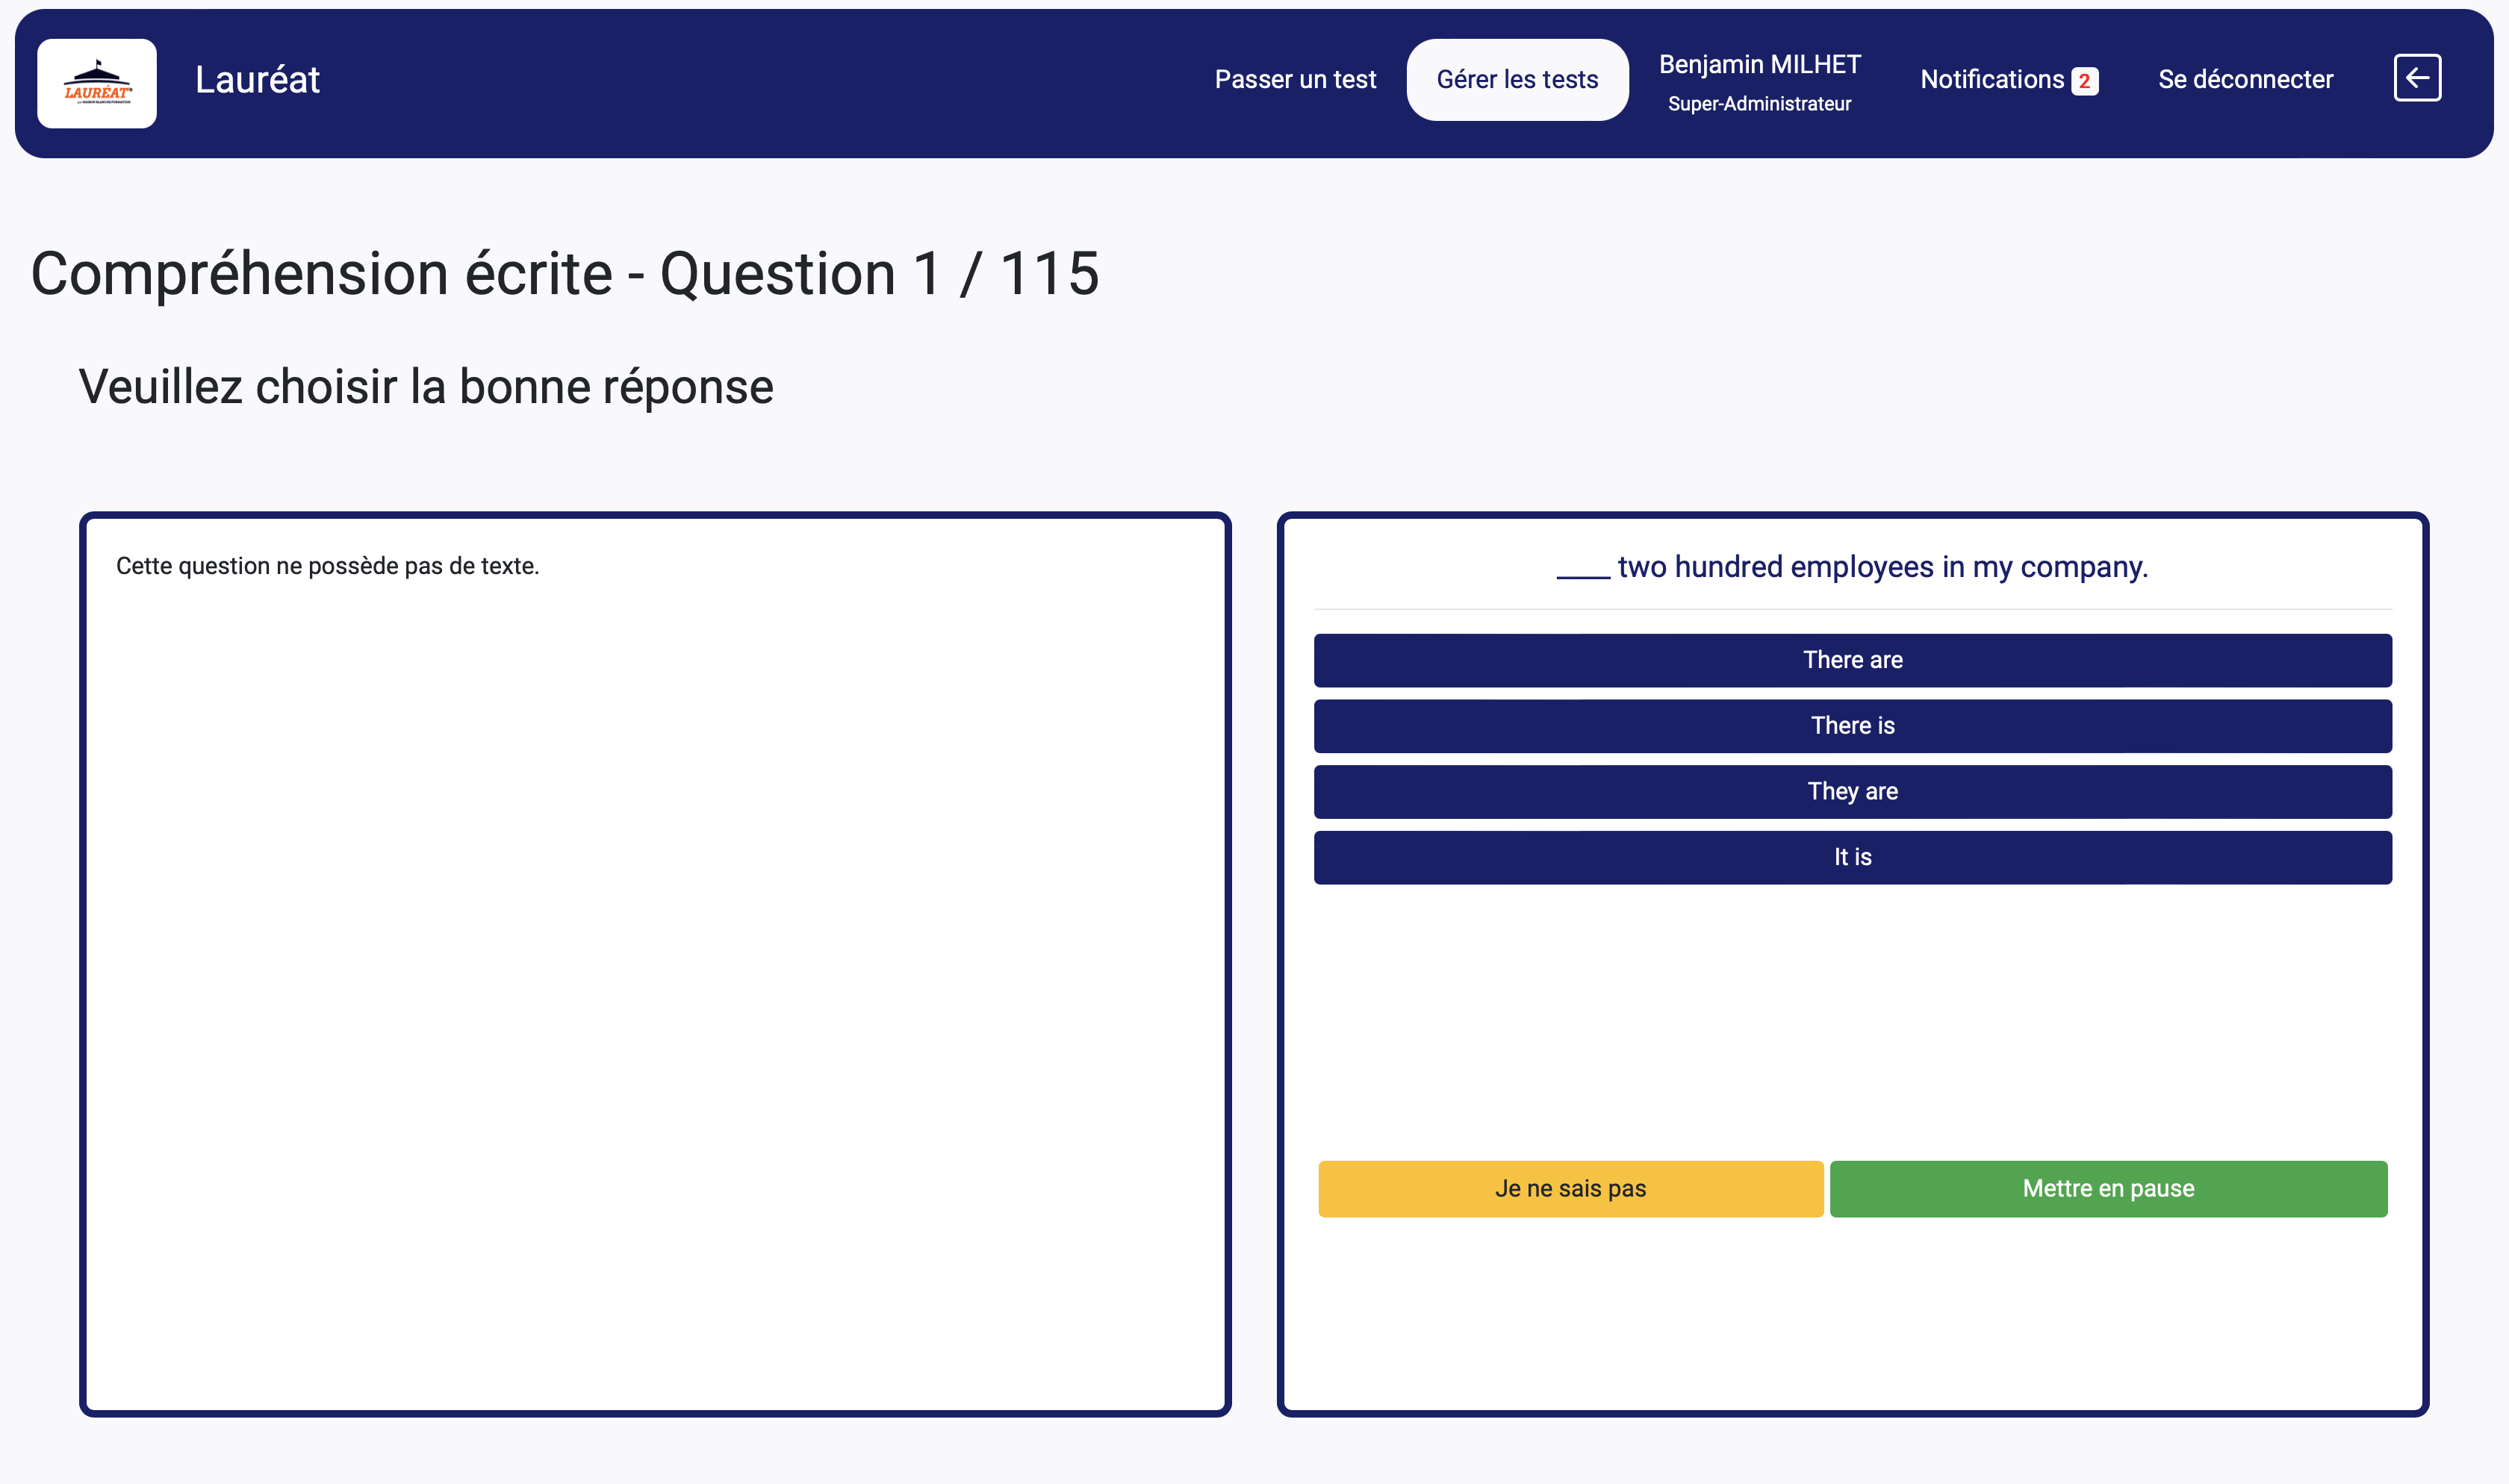 LAURÉAT
Lauréat
Passer un test
Gérer les tests
Benjamin MILHET
Super-Administrateur
Notifications 2
Se déconnecter
Compréhension écrite - Question 1 / 115
Veuillez choisir la bonne réponse
Cette question ne possède pas de texte.
____ two hundred employees in my company.
There are
There is
They are
It is
Je ne sais pas
Mettre en pause